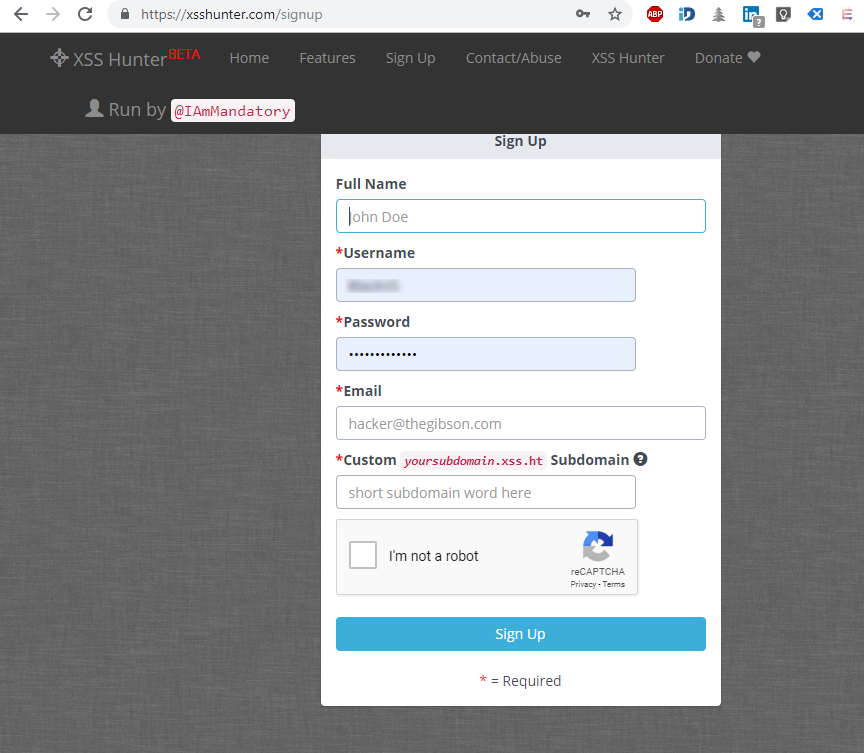 https://xsshunter.com/signup
ABP
iD
in
?
XSS Hunter BETA Home Features Sign Up Contact/Abuse XSS Hunter Donate
Run by @IAmMandatory
Sign Up
Full Name
John Doe
*Username
*Password
•••••••••••••
*Email
hacker@thegibson.com
*Custom yoursubdomain.xss.ht Subdomain ?
short subdomain word here
I'm not a robot
reCAPTCHA
Privacy - Terms
Sign Up
* = Required